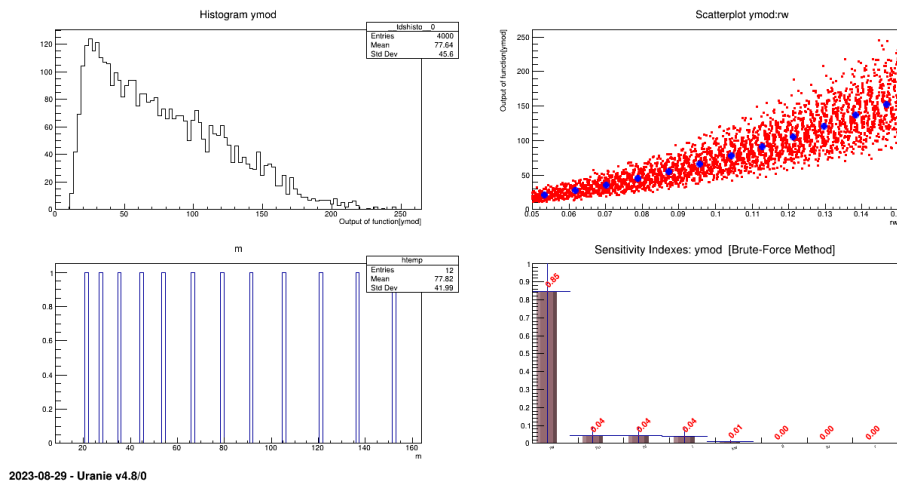 Histogram ymod
__tdshisto__0
Entries 4000
Mean 77.64
Std Dev 45.6
120
100
80
60
40
20
0
0 50 100 150 200 250
Output of function[ymod]
Scatterplot ymod:rw
Output of function[ymod]
250
200
150
100
50
0.05 0.06 0.07 0.08 0.09 0.1 0.11 0.12 0.13 0.14
rw
m
htemp
Entries 12
Mean 77.82
Std Dev 41.99
1
0.8
0.6
0.4
0.2
0
20 40 60 80 100 120 140 160
m
Sensitivity Indexes: ymod [Brute-Force Method]
1
0.9
0.8
0.7
0.6
0.5
0.4
0.3
0.2
0.1
0
0.85
0.04
0.04
0.04
0.01
0.00
0.00
0.00
2023-08-29 - Uranie v4.8/0